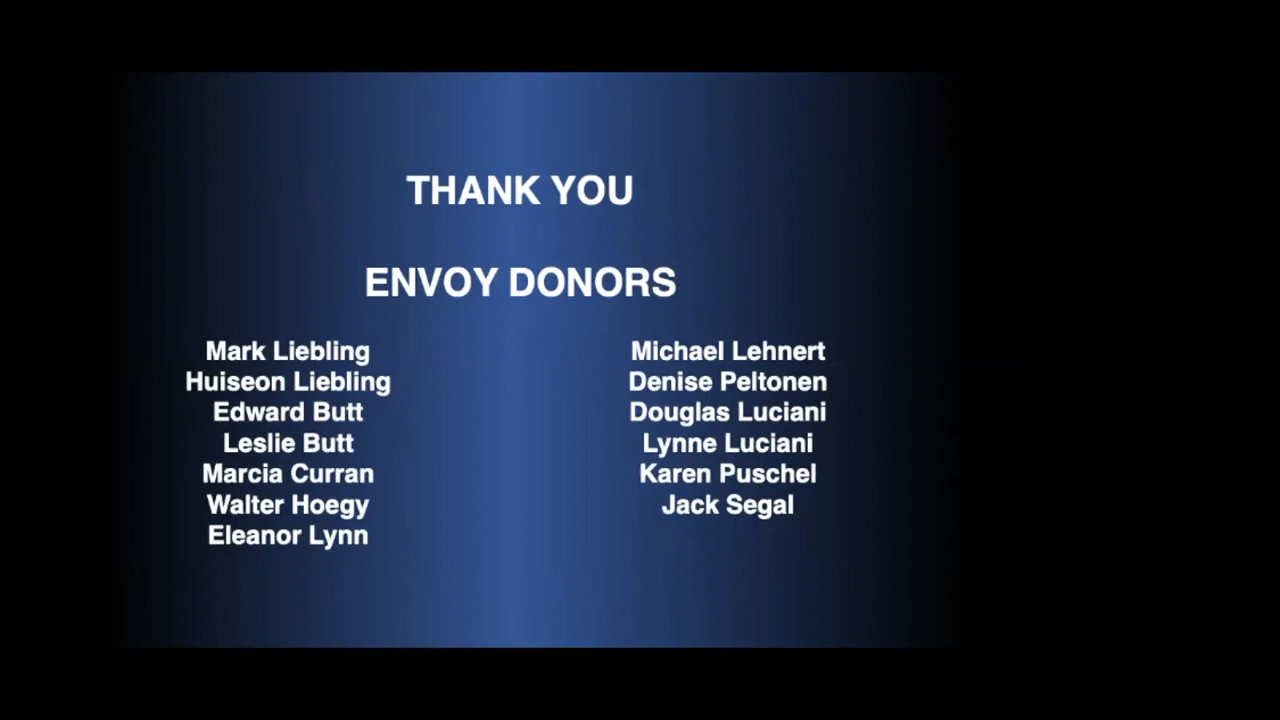 THANK YOU
ENVOY DONORS
Mark Liebling
Huiseon Liebling
Edward Butt
Leslie Butt
Marcia Curran
Walter Hoegy
Eleanor Lynn
Michael Lehnert
Denise Peltonen
Douglas Luciani
Lynne Luciani
Karen Puschel
Jack Segal